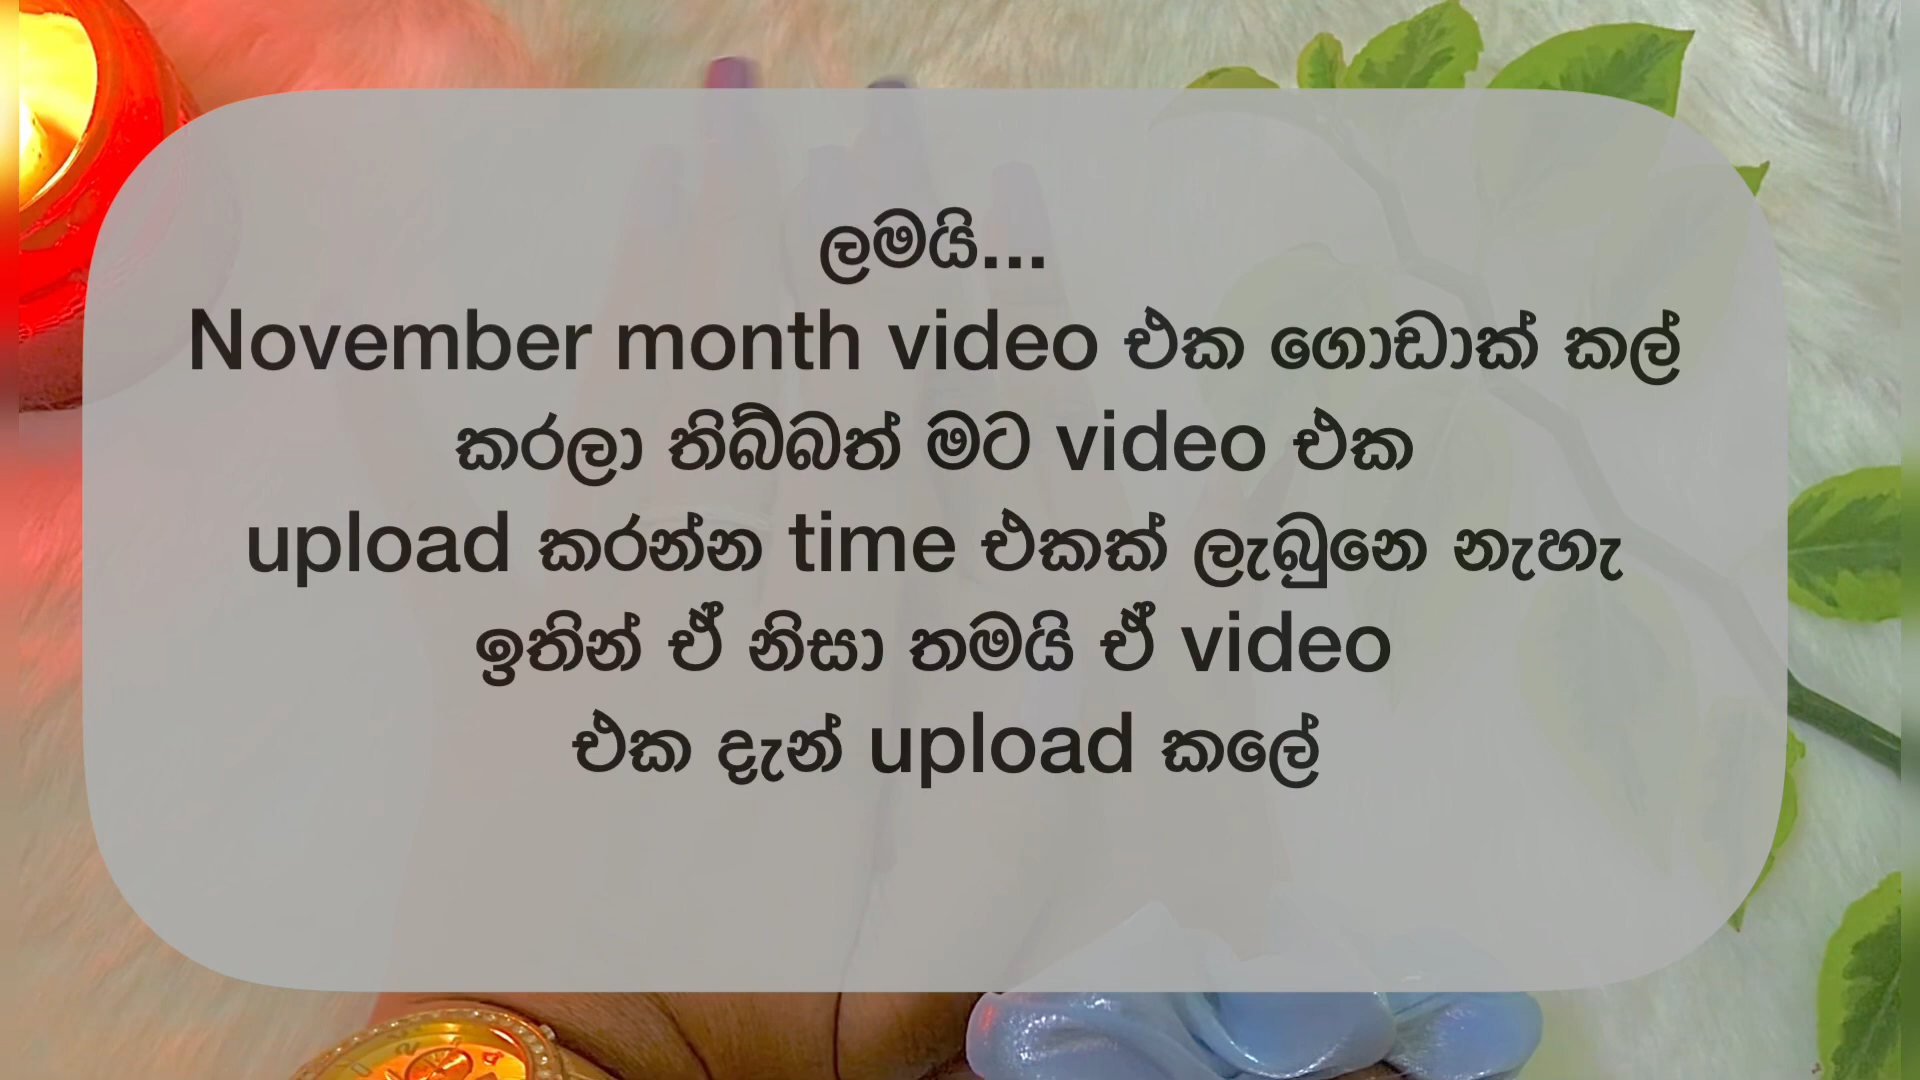 ලමයි...
November month video එක ගොඩාක් කල්
කරලා තිබ්බත් මට video එක
upload කරන්න time එකක් ලැබුනෙ නැහැ
ඉතින් ඒ නිසා තමයි ඒ video
එක දැන් upload කලේ